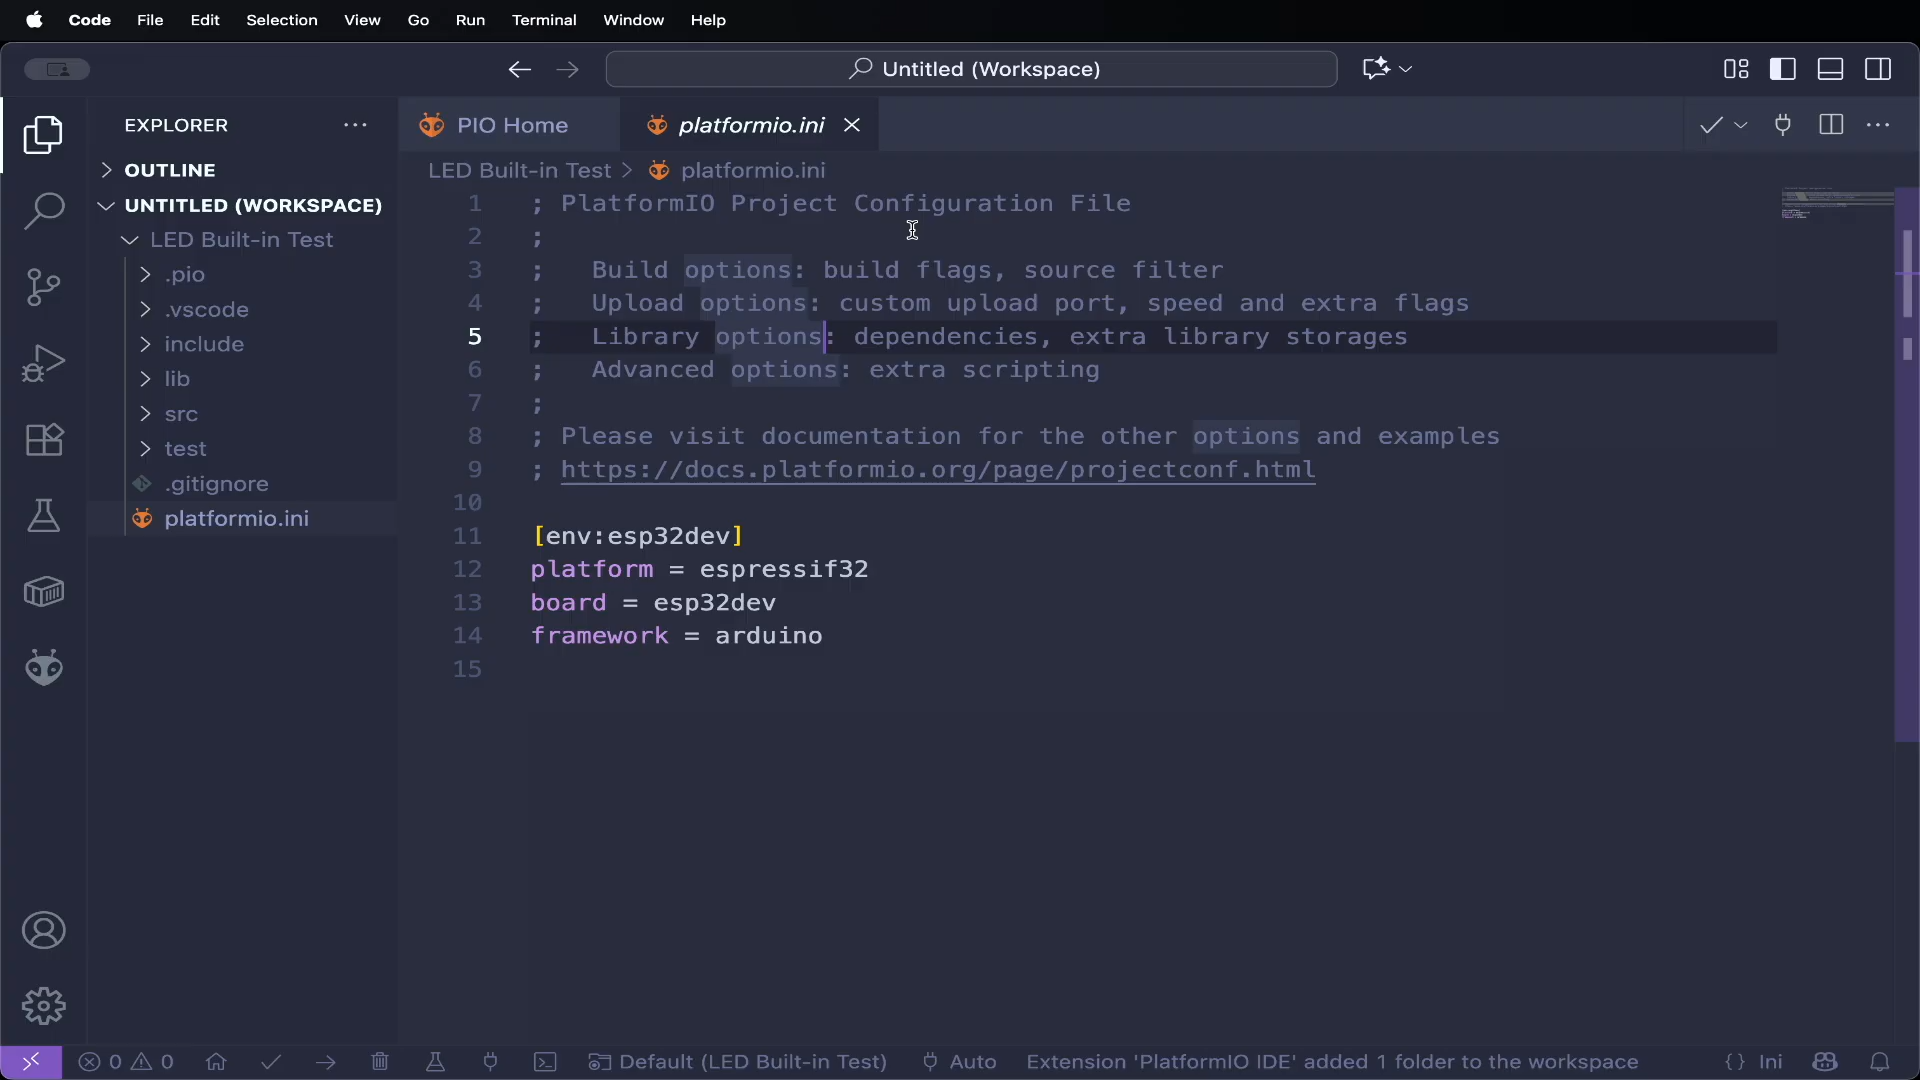 Code File Edit Selection View Go Run Terminal Window Help
Untitled (Workspace)
EXPLORER
OUTLINE
UNTITLED (WORKSPACE)
LED Built-in Test
.pio
.vscode
include
lib
src
test
.gitignore
platformio.ini
PIO Home
platformio.ini
LED Built-in Test > platformio.ini
1 ; PlatformIO Project Configuration File
2 ;
3 ;   Build options: build flags, source filter
4 ;   Upload options: custom upload port, speed and extra flags
5 ;   Library options: dependencies, extra library storages
6 ;   Advanced options: extra scripting
7 ;
8 ; Please visit documentation for the other options and examples
9 ; https://docs.platformio.org/page/projectconf.html
10
11 [env:esp32dev]
12 platform = espressif32
13 board = esp32dev
14 framework = arduino
15
0 0 Default (LED Built-in Test) Auto Extension 'PlatformIO IDE' added 1 folder to the workspace {} Ini